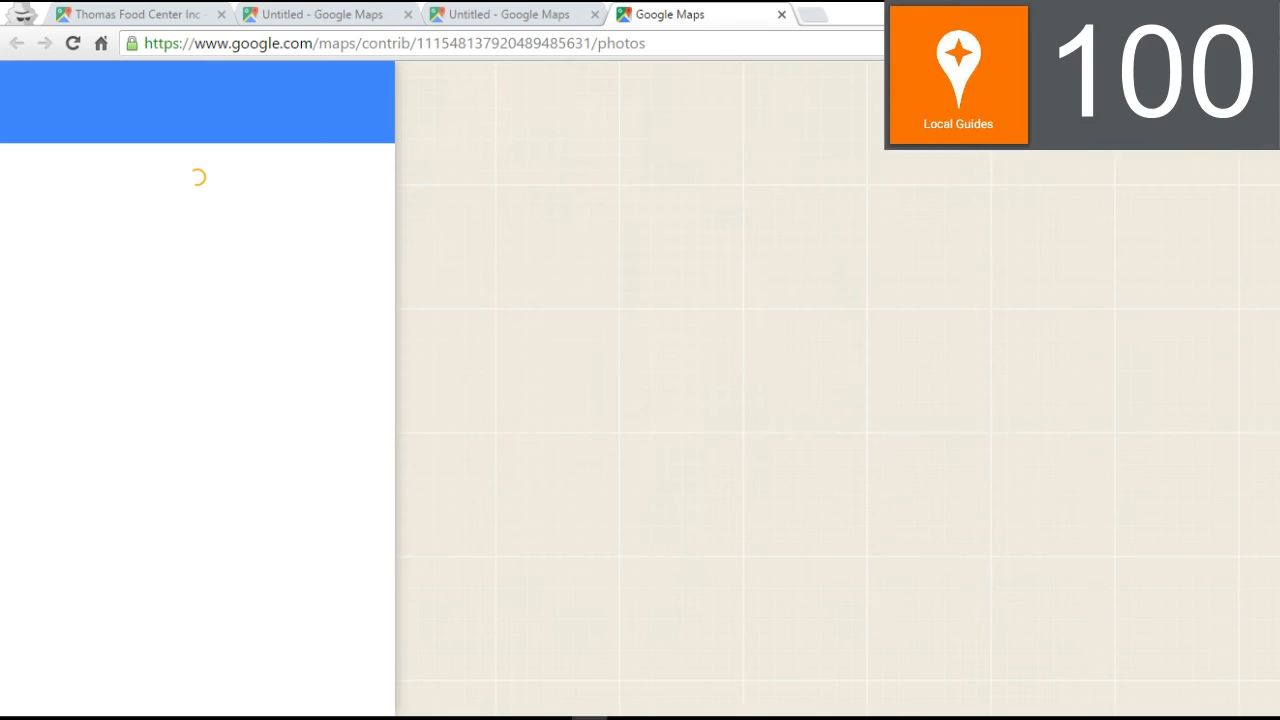 Thomas Food Center Inc
Untitled - Google Maps
Untitled - Google Maps
Google Maps
https://www.google.com/maps/contrib/111548137920489485631/photos
Local Guides
100